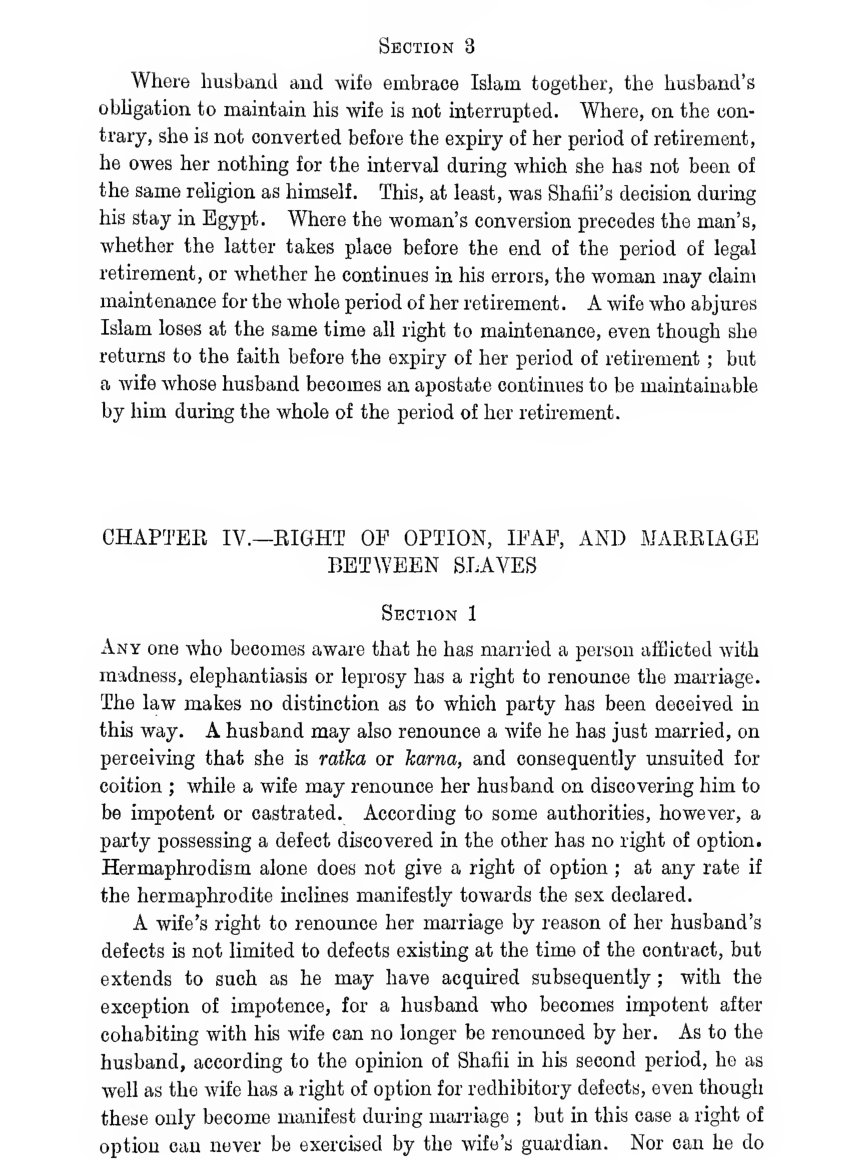 SECTION 3
Where husband and wife embrace Islam together, the husband's
obligation to maintain his wife is not interrupted. Where, on the con-
trary, she is not converted before the expiry of her period of retirement,
he owes her nothing for the interval during which she has not been of
the same religion as himself. This, at least, was Shafii's decision during
his stay in Egypt. Where the woman's conversion precedes the man's,
whether the latter takes place before the end of the period of legal
retirement, or whether he continues in his errors, the woman may claim
maintenance for the whole period of her retirement. A wife who abjures
Islam loses at the same time all right to maintenance, even though she
returns to the faith before the expiry of her period of retirement ; but
a wife whose husband becomes an apostate continues to be maintainable
by him during the whole of the period of her retirement.
CHAPTER IV.—RIGHT OF OPTION, IFAF, AND MARRIAGE
BETWEEN SLAVES
SECTION 1
ANY one who becomes aware that he has married a person afflicted with
madness, elephantiasis or leprosy has a right to renounce the marriage.
The law makes no distinction as to which party has been deceived in
this way. A husband may also renounce a wife he has just married, on
perceiving that she is ratka or karna, and consequently unsuited for
coition ; while a wife may renounce her husband on discovering him to
be impotent or castrated. According to some authorities, however, a
party possessing a defect discovered in the other has no right of option.
Hermaphrodism alone does not give a right of option ; at any rate if
the hermaphrodite inclines manifestly towards the sex declared.
A wife's right to renounce her marriage by reason of her husband's
defects is not limited to defects existing at the time of the contract, but
extends to such as he may have acquired subsequently ; with the
exception of impotence, for a husband who becomes impotent after
cohabiting with his wife can no longer be renounced by her. As to the
husband, according to the opinion of Shafii in his second period, he as
well as the wife has a right of option for redhibitory defects, even though
these only become manifest during marriage ; but in this case a right of
option can never be exercised by the wife's guardian. Nor can he do